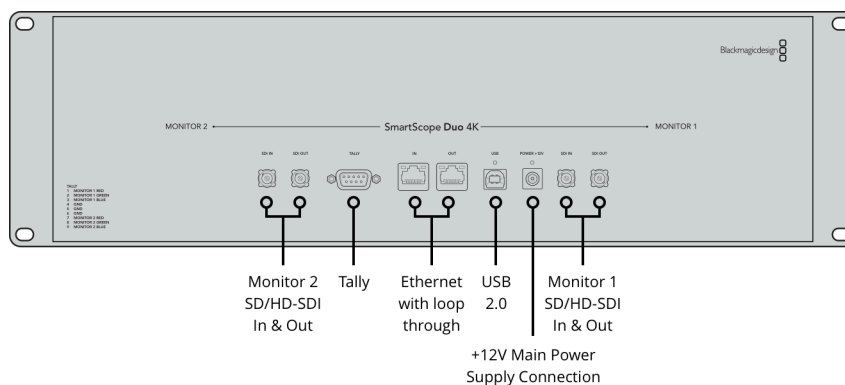 Blackmagicdesign
MONITOR 2
SmartScope Duo 4K
MONITOR 1
SDI IN
SDI OUT
TALLY
IN
OUT
USB
POWER +12V
SDI IN
SDI OUT
TALLY
1 MONITOR 1 RED
2 MONITOR 1 GREEN
3 MONITOR 1 BLUE
4 GND
5 GND
6 GND
7 MONITOR 2 RED
8 MONITOR 2 GREEN
9 MONITOR 2 BLUE
Monitor 2
SD/HD-SDI
In & Out
Tally
Ethernet
with loop
through
USB
2.0
Monitor 1
SD/HD-SDI
In & Out
+12V Main Power
Supply Connection